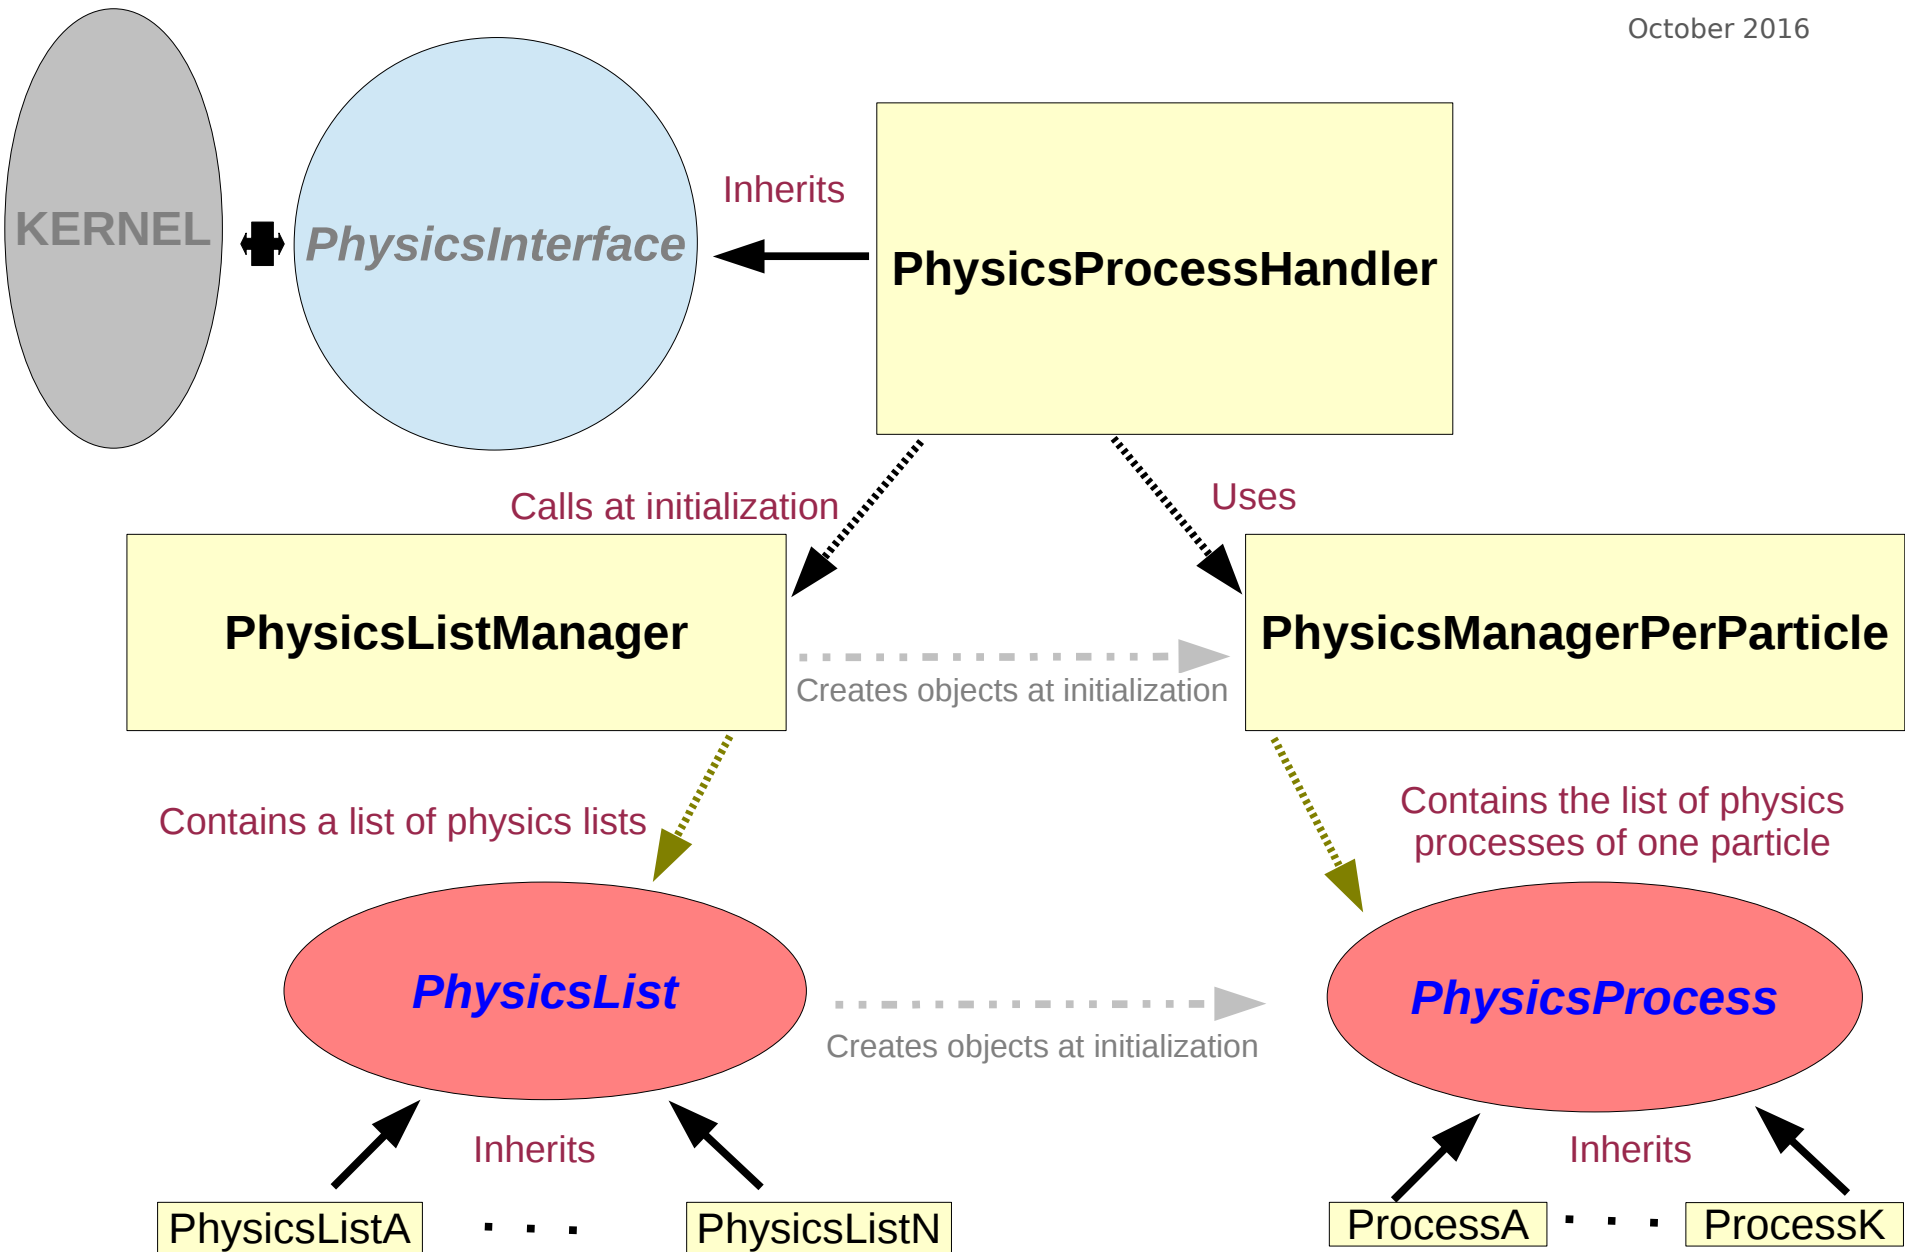 October 2016
KERNEL
PhysicsInterface
Inherits
PhysicsProcessHandler
Calls at initialization
Uses
PhysicsListManager
PhysicsManagerPerParticle
Creates objects at initialization
Contains a list of physics lists
Contains the list of physics
processes of one particle
PhysicsList
PhysicsProcess
Creates objects at initialization
Inherits
Inherits
PhysicsListA
. . .
PhysicsListN
ProcessA
. . .
ProcessK